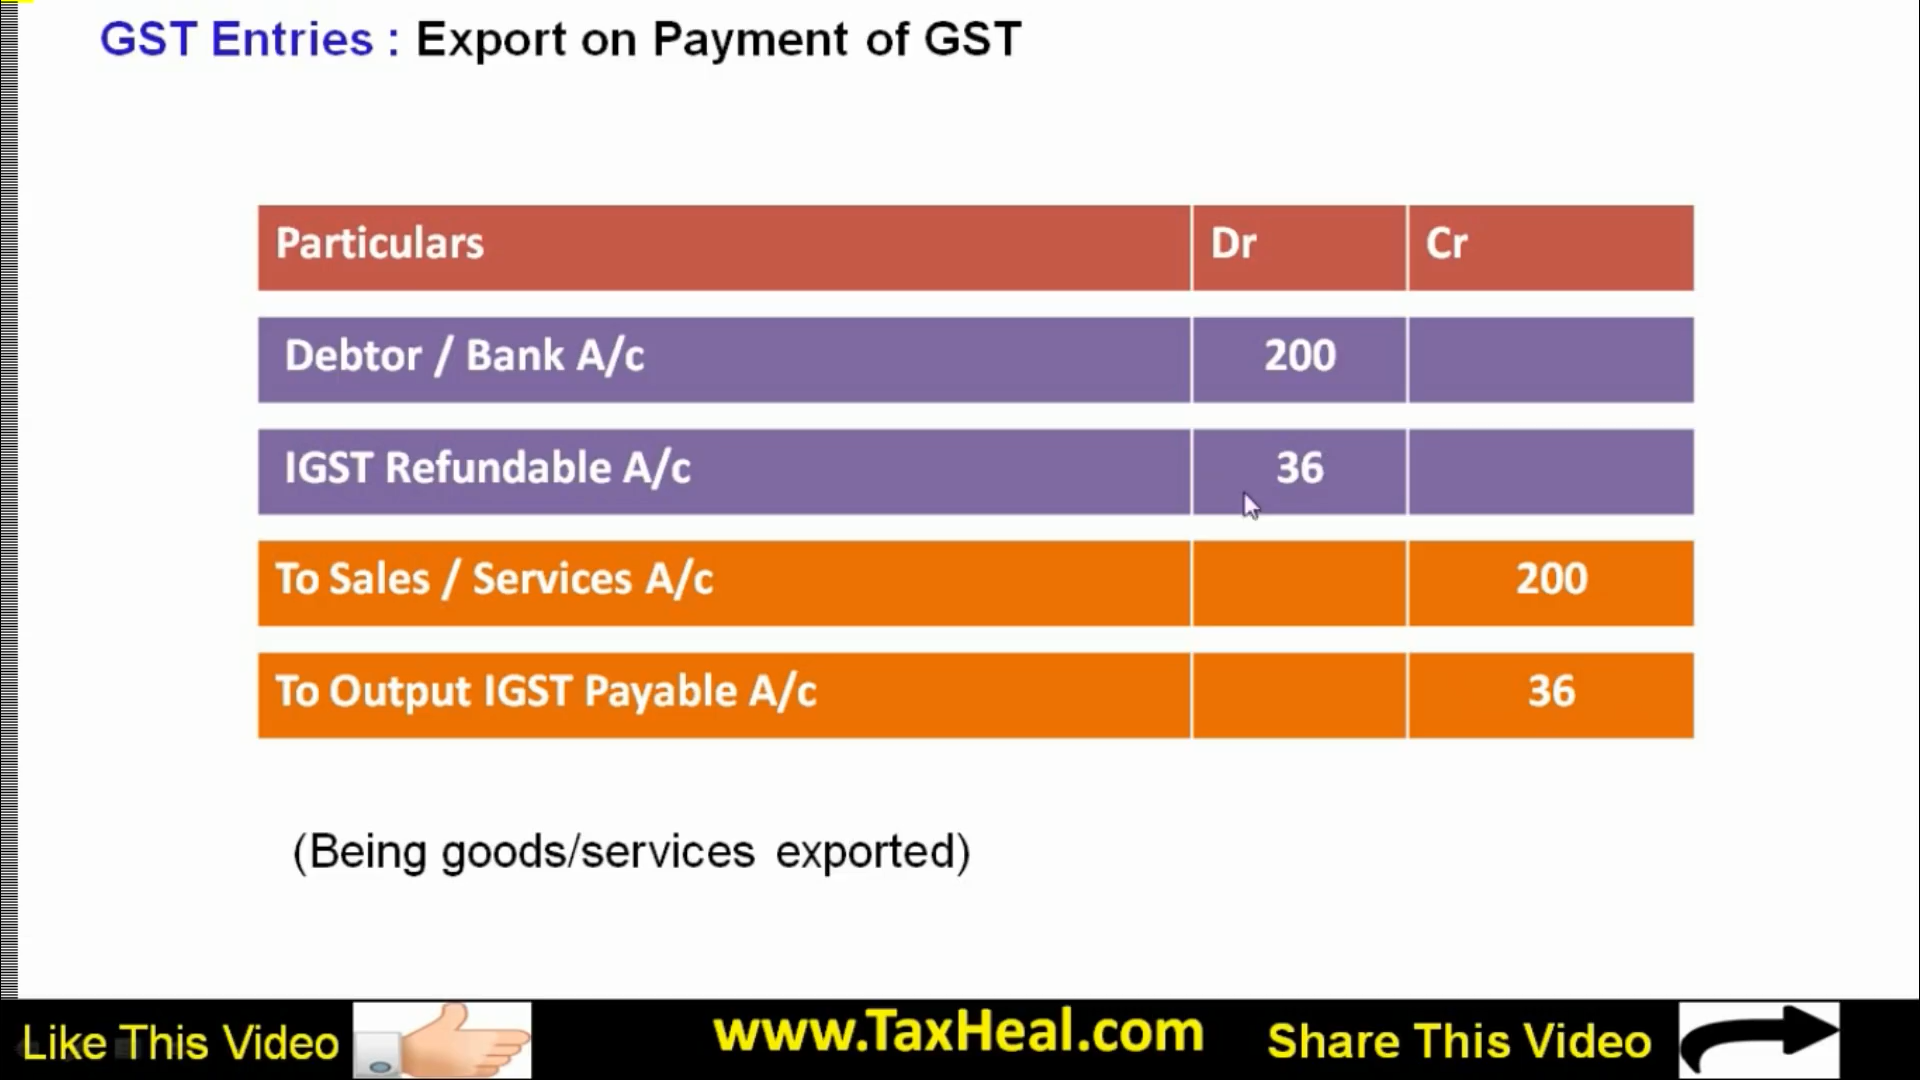 GST Entries : Export on Payment of GST
Particulars Dr Cr
Debtor / Bank A/c 200
IGST Refundable A/c 36
To Sales / Services A/c 200
To Output IGST Payable A/c 36
(Being goods/services exported)
Like This Video www.TaxHeal.com Share This Video